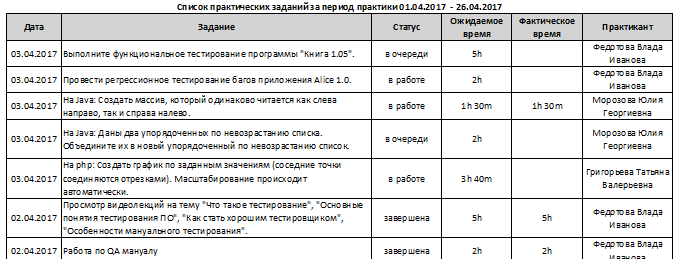 Список практических заданий за период практики 01.04.2017 - 26.04.2017
Дата Задание Статус Ожидаемое время Фактическое время Практикант
03.04.2017 Выполните функциональное тестирование программы "Книга 1.05". в очереди 5h Федотова Влада Иванова
03.04.2017 Провести регрессионное тестирование багов приложения Alice 1.0. в работе 2h Федотова Влада Иванова
03.04.2017 На Java: Создать массив, который одинаково читается как слева направо, так и справа налево. в работе 1h 30m 1h 30m Морозова Юлия Георгиевна
03.04.2017 На Java: Даны два упорядоченных по невозрастанию списка. Объедините их в новый упорядоченный по невозрастанию список. в очереди 2h Морозова Юлия Георгиевна
03.04.2017 На php: Создать график по заданным значениям (соседние точки соединяются отрезками). Масштабирование происходит автоматически. в работе 3h 40m Григорьева Татьяна Валерьевна
02.04.2017 Просмотр видеолекций на тему "Что такое тестирование", "Основные понятия тестирования ПО", "Как стать хорошим тестировщиком", "Особенности мануального тестирования". завершена 5h 5h Федотова Влада Иванова
02.04.2017 Работа по QA мануалу завершена 2h 2h Федотова Влада Иванова